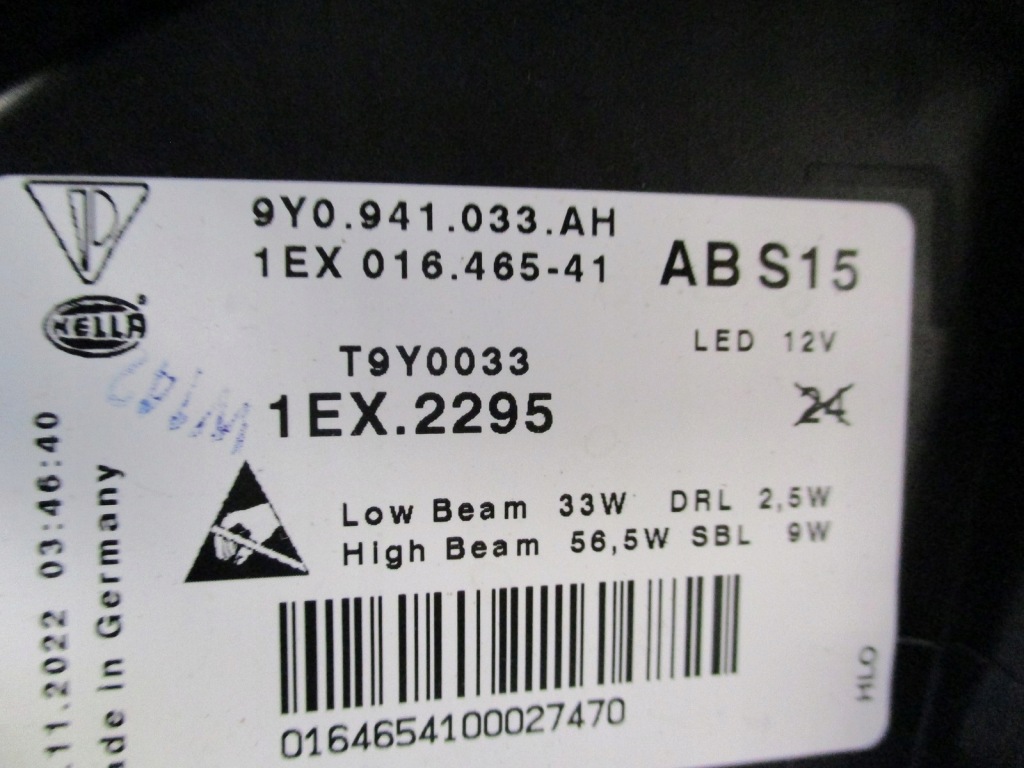 9Y0.941.033.AH
1EX 016.465-41
AB S15
HELLA
LED 12V
T9Y0033
1EX.2295
24
Low Beam 33W DRL 2,5W
High Beam 56,5W SBL 9W
0164654100027470
11.2022 03:46:40
ade in Germany
HLO